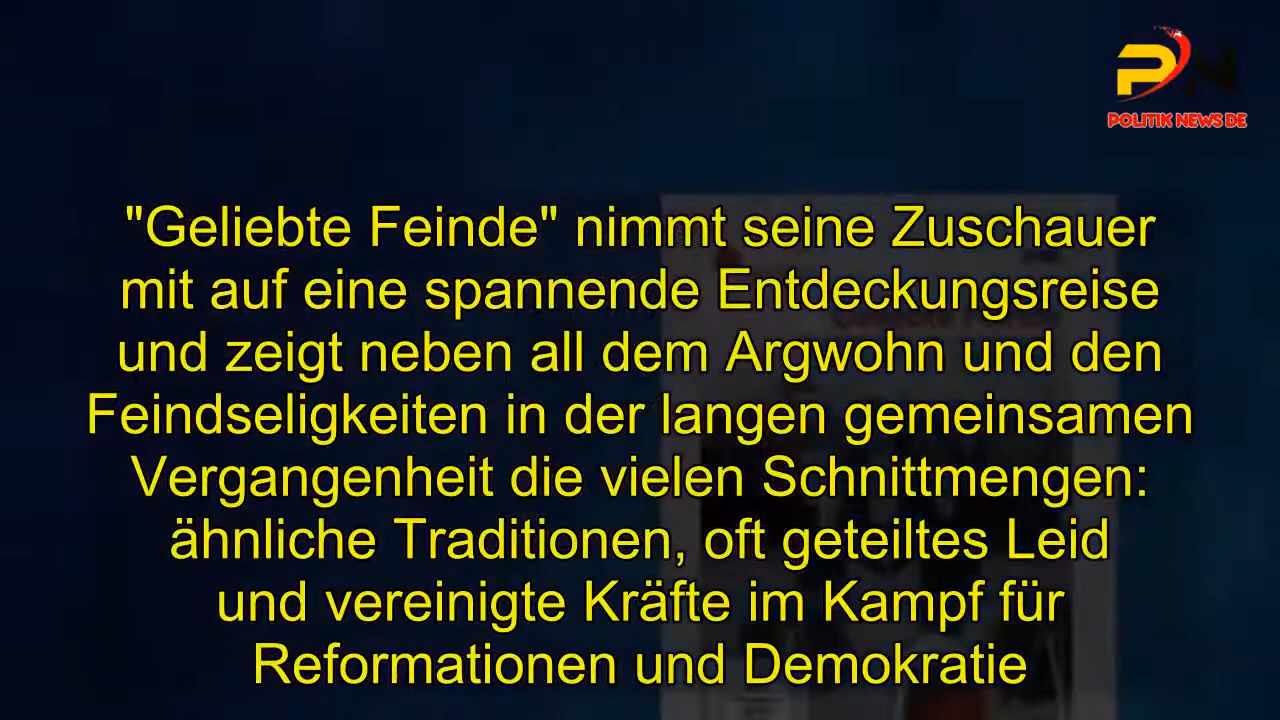 PN
POLITIK NEWS DE
"Geliebte Feinde" nimmt seine Zuschauer
mit auf eine spannende Entdeckungsreise
und zeigt neben all dem Argwohn und den
Feindseligkeiten in der langen gemeinsamen
Vergangenheit die vielen Schnittmengen:
ähnliche Traditionen, oft geteiltes Leid
und vereinigte Kräfte im Kampf für
Reformationen und Demokratie